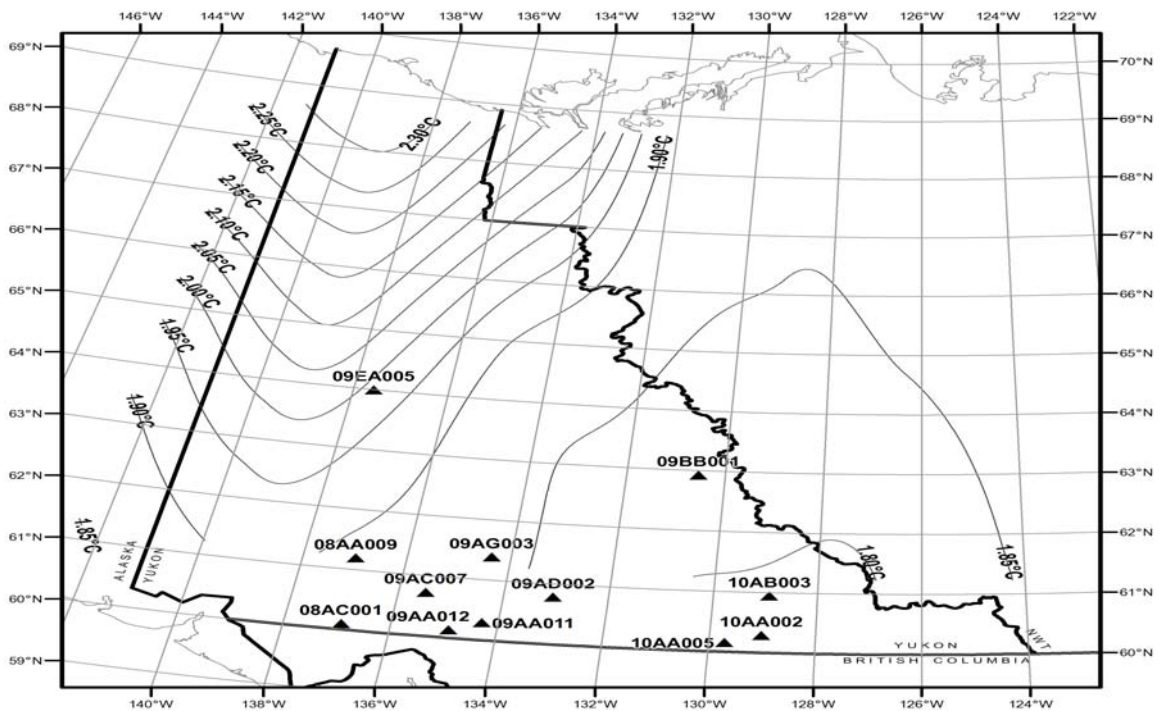 146°W 142°W 140°W 138°W 136°W 134°W 132°W 130°W 128°W 126°W 124°W 122°W
69°N
70°N
68°N
69°N
2.25°C
2.30°C
1.90°C
67°N
2.20°C
68°N
66°N
2.15°C
67°N
2.10°C
65°N
2.05°C
66°N
64°N
2.00°C
65°N
1.95°C
09EA005
63°N
1.90°C
64°N
62°N
09BB001
63°N
61°N
1.85°C
ALASKA
YUKON
08AA009
09AG003
62°N
1.80°C
1.85°C
60°N
09AC007
09AD002
10AB003
61°N
08AC001
09AA012
09AA011
10AA002
59°N
10AA005
YUKON
NWT
BRITISH COLUMBIA
60°N
140°W 138°W 136°W 134°W 132°W 130°W 128°W 126°W 124°W